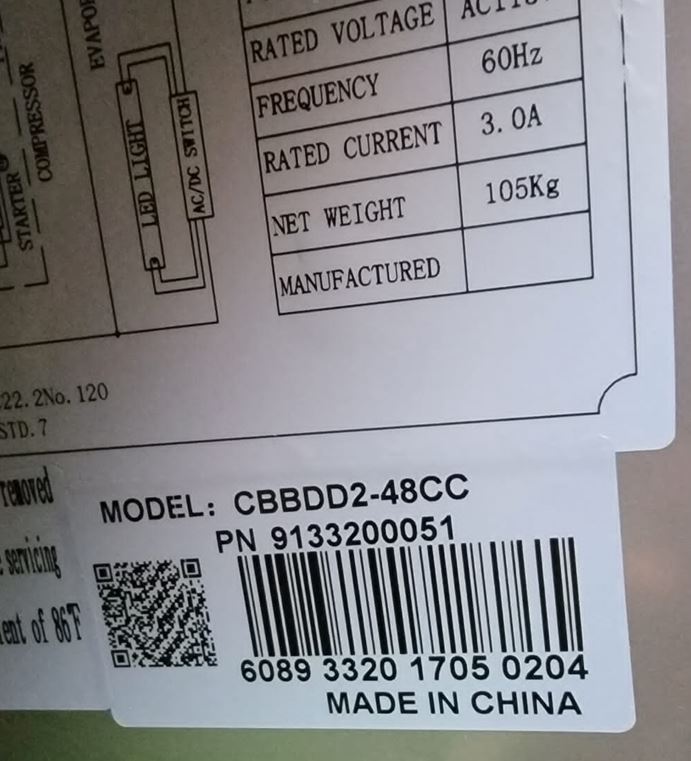 EVAPOR
STARTER
COMPRESSOR
LED LIGHT
AC/DC SWITCH
RATED VOLTAGE
FREQUENCY 60Hz
RATED CURRENT 3.0A
NET WEIGHT 105Kg
MANUFACTURED
22.2No.120
STD.7
removed
servicing
ent of 86°F
MODEL: CBBDD2-48CC
PN 9133200051
6089 3320 1705 0204
MADE IN CHINA